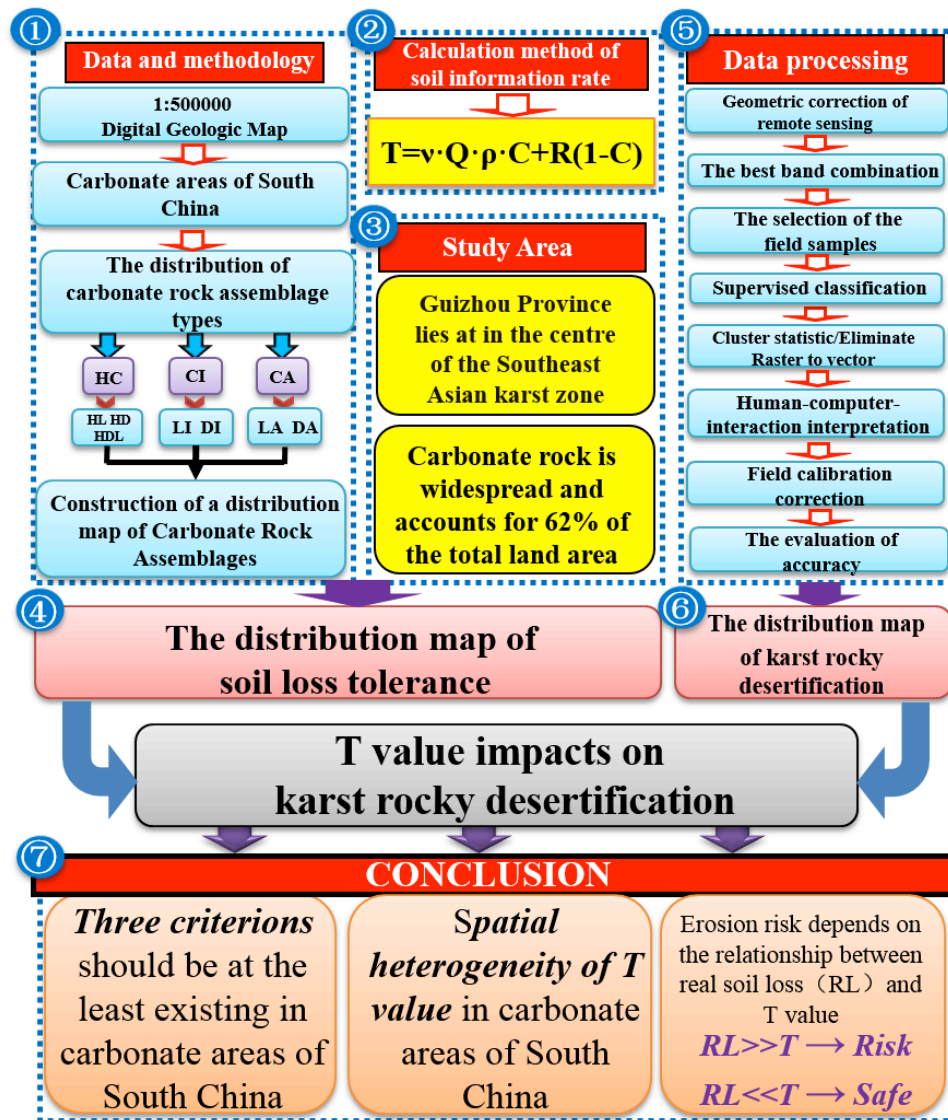 ①
Data and methodology
1:500000
Digital Geologic Map
Carbonate areas of South
China
The distribution of
carbonate rock assemblage
types
HC
CI
CA
HL HD
HDL
LI DI
LA DA
Construction of a distribution
map of Carbonate Rock
Assemblages
②
Calculation method of
soil information rate
T=v·Q·ρ·C+R(1-C)
③
Study Area
Guizhou Province
lies at in the centre
of the Southeast
Asian karst zone
Carbonate rock is
widespread and
accounts for 62% of
the total land area
⑤
Data processing
Geometric correction of
remote sensing
The best band combination
The selection of the
field samples
Supervised classification
Cluster statistic/Eliminate
Raster to vector
Human-computer-
interaction interpretation
Field calibration
correction
The evaluation of
accuracy
④
The distribution map of
soil loss tolerance
⑥
The distribution map
of karst rocky
desertification
T value impacts on
karst rocky desertification
⑦
CONCLUSION
Three criterions
should be at the
least existing in
carbonate areas of
South China
Spatial
heterogeneity of T
value in carbonate
areas of South
China
Erosion risk depends on
the relationship between
real soil loss（RL）and
T value
RL>>T → Risk
RL<<T → Safe